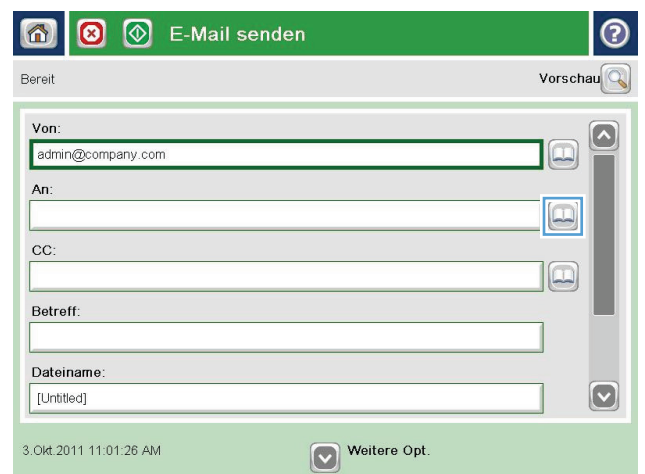 E-Mail senden
Bereit Vorschau
Von:
admin@company.com
An:
CC:
Betreff:
Dateiname:
[Untitled]
3.Okt.2011 11:01:26 AM Weitere Opt.